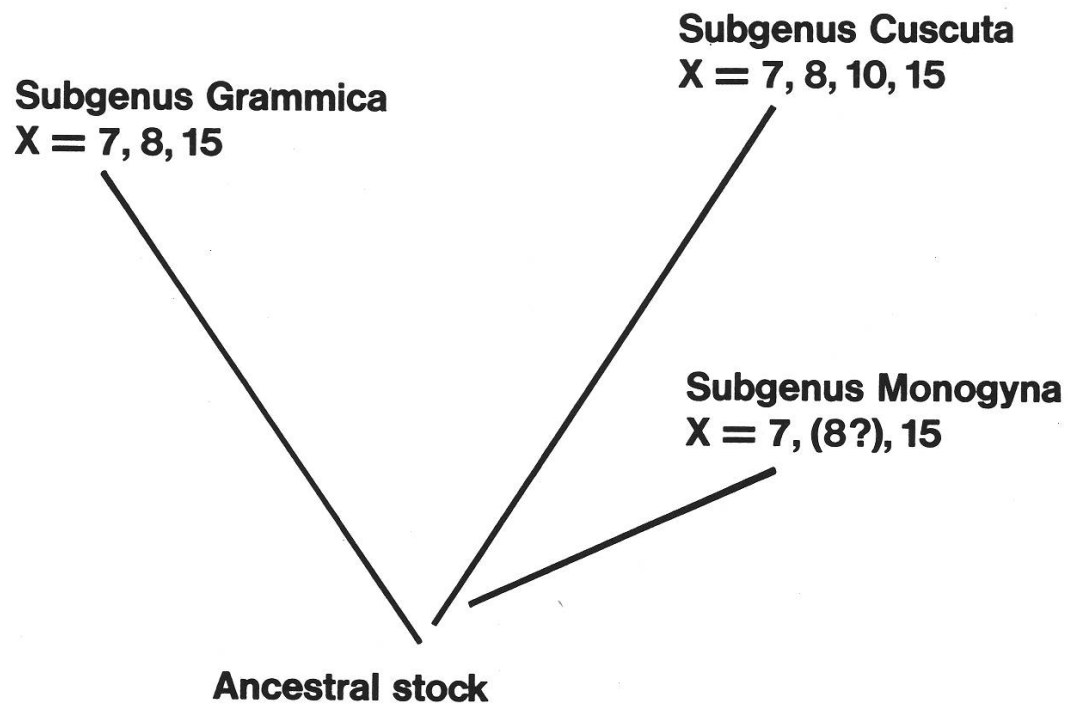 Subgenus Cuscuta
X = 7, 8, 10, 15
Subgenus Grammica
X = 7, 8, 15
Subgenus Monogyna
X = 7, (8?), 15
Ancestral stock